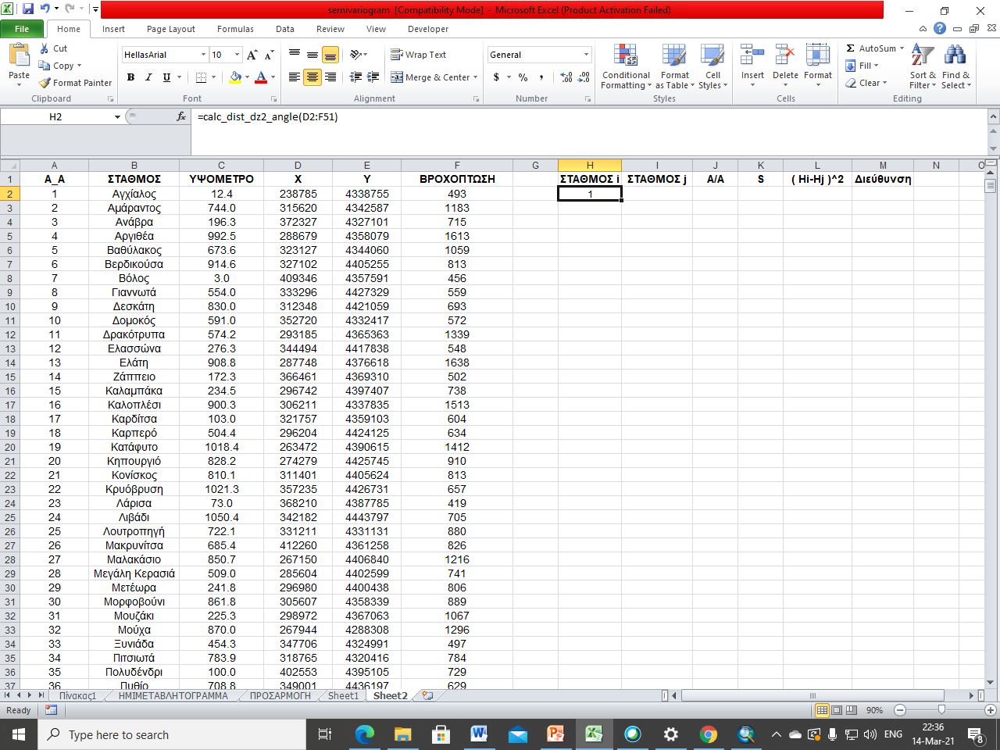 semivariogram [Compatibility Mode] - Microsoft Excel (Product Activation Failed)
File Home Insert Page Layout Formulas Data Review View Developer
Paste Cut Copy Format Painter Clipboard
HellasArial 10 A A B I U A Font
Wrap Text Merge & Center Alignment
General $ % , .00 Number
Conditional Formatting Format as Table Cell Styles Styles
Insert Delete Format Cells
Σ AutoSum Fill Clear Sort & Filter Find & Select Editing
H2 fx =calc_dist_dz2_angle(D2:F51)
A B C D E F G H I J K L M N O
1 A_A ΣΤΑΘΜΟΣ ΥΨΟΜΕΤΡΟ X Y ΒΡΟΧΟΠΤΩΣΗ ΣΤΑΘΜΟΣ i ΣΤΑΘΜΟΣ j A/A S ( Hi-Hj )^2 Διεύθυνση
2 1 Αγχίαλος 12.4 238785 4338755 493 1
3 2 Αμάραντος 744.0 315620 4342587 1183
4 3 Ανάβρα 196.3 372327 4327101 715
5 4 Αργιθέα 992.5 288679 4358079 1613
6 5 Βαθύλακος 673.6 323127 4344060 1059
7 6 Βερδικούσα 914.6 327102 4405255 813
8 7 Βόλος 3.0 409346 4357591 456
9 8 Γιαννωτά 554.0 333296 4427329 559
10 9 Δεσκάτη 830.0 312348 4421059 693
11 10 Δομοκός 591.0 352720 4332417 572
12 11 Δρακότρυπα 574.2 293185 4365363 1339
13 12 Ελασσώνα 276.3 344494 4417838 548
14 13 Ελάτη 908.8 287748 4376618 1638
15 14 Ζάππειο 172.3 366461 4369310 502
16 15 Καλαμπάκα 234.5 296742 4397407 738
17 16 Καλοπλέσι 900.3 306211 4337835 1513
18 17 Καρδίτσα 103.0 321757 4359103 604
19 18 Καρπερό 504.4 296204 4424125 634
20 19 Κατάφυτο 1018.4 263472 4390615 1412
21 20 Κηπουργιό 828.2 274279 4425745 910
22 21 Κονίσκος 810.1 311401 4405624 813
23 22 Κρυόβρυση 1021.3 357235 4426731 657
24 23 Λάρισα 73.0 368210 4387785 419
25 24 Λιβάδι 1050.4 342182 4443797 705
26 25 Λουτροπηγή 722.1 331211 4331131 880
27 26 Μακρυνίτσα 685.4 412260 4361258 826
28 27 Μαλακάσιο 850.7 267150 4406840 1216
29 28 Μεγάλη Κερασιά 509.0 285604 4402599 741
30 29 Μετέωρα 241.8 296980 4400438 806
31 30 Μορφοβούνι 861.8 305607 4358339 889
32 31 Μουζάκι 225.3 298972 4367063 1067
33 32 Μούχα 870.0 267944 4288308 1296
34 33 Ξυνιάδα 454.3 347706 4324991 497
35 34 Πιτσιωτά 783.9 318765 4320416 784
36 35 Πολυδένδρι 100.0 402553 4395105 729
37 36 Πυθίο 708.8 349001 4436197 629
Πίνακας1 ΗΜΙΜΕΤΑΒΛΗΤΟΓΡΑΜΜΑ ΠΡΟΣΑΡΜΟΓΗ Sheet1 Sheet2
Ready 90%
Type here to search ENG 22:36
14-Mar-21 8